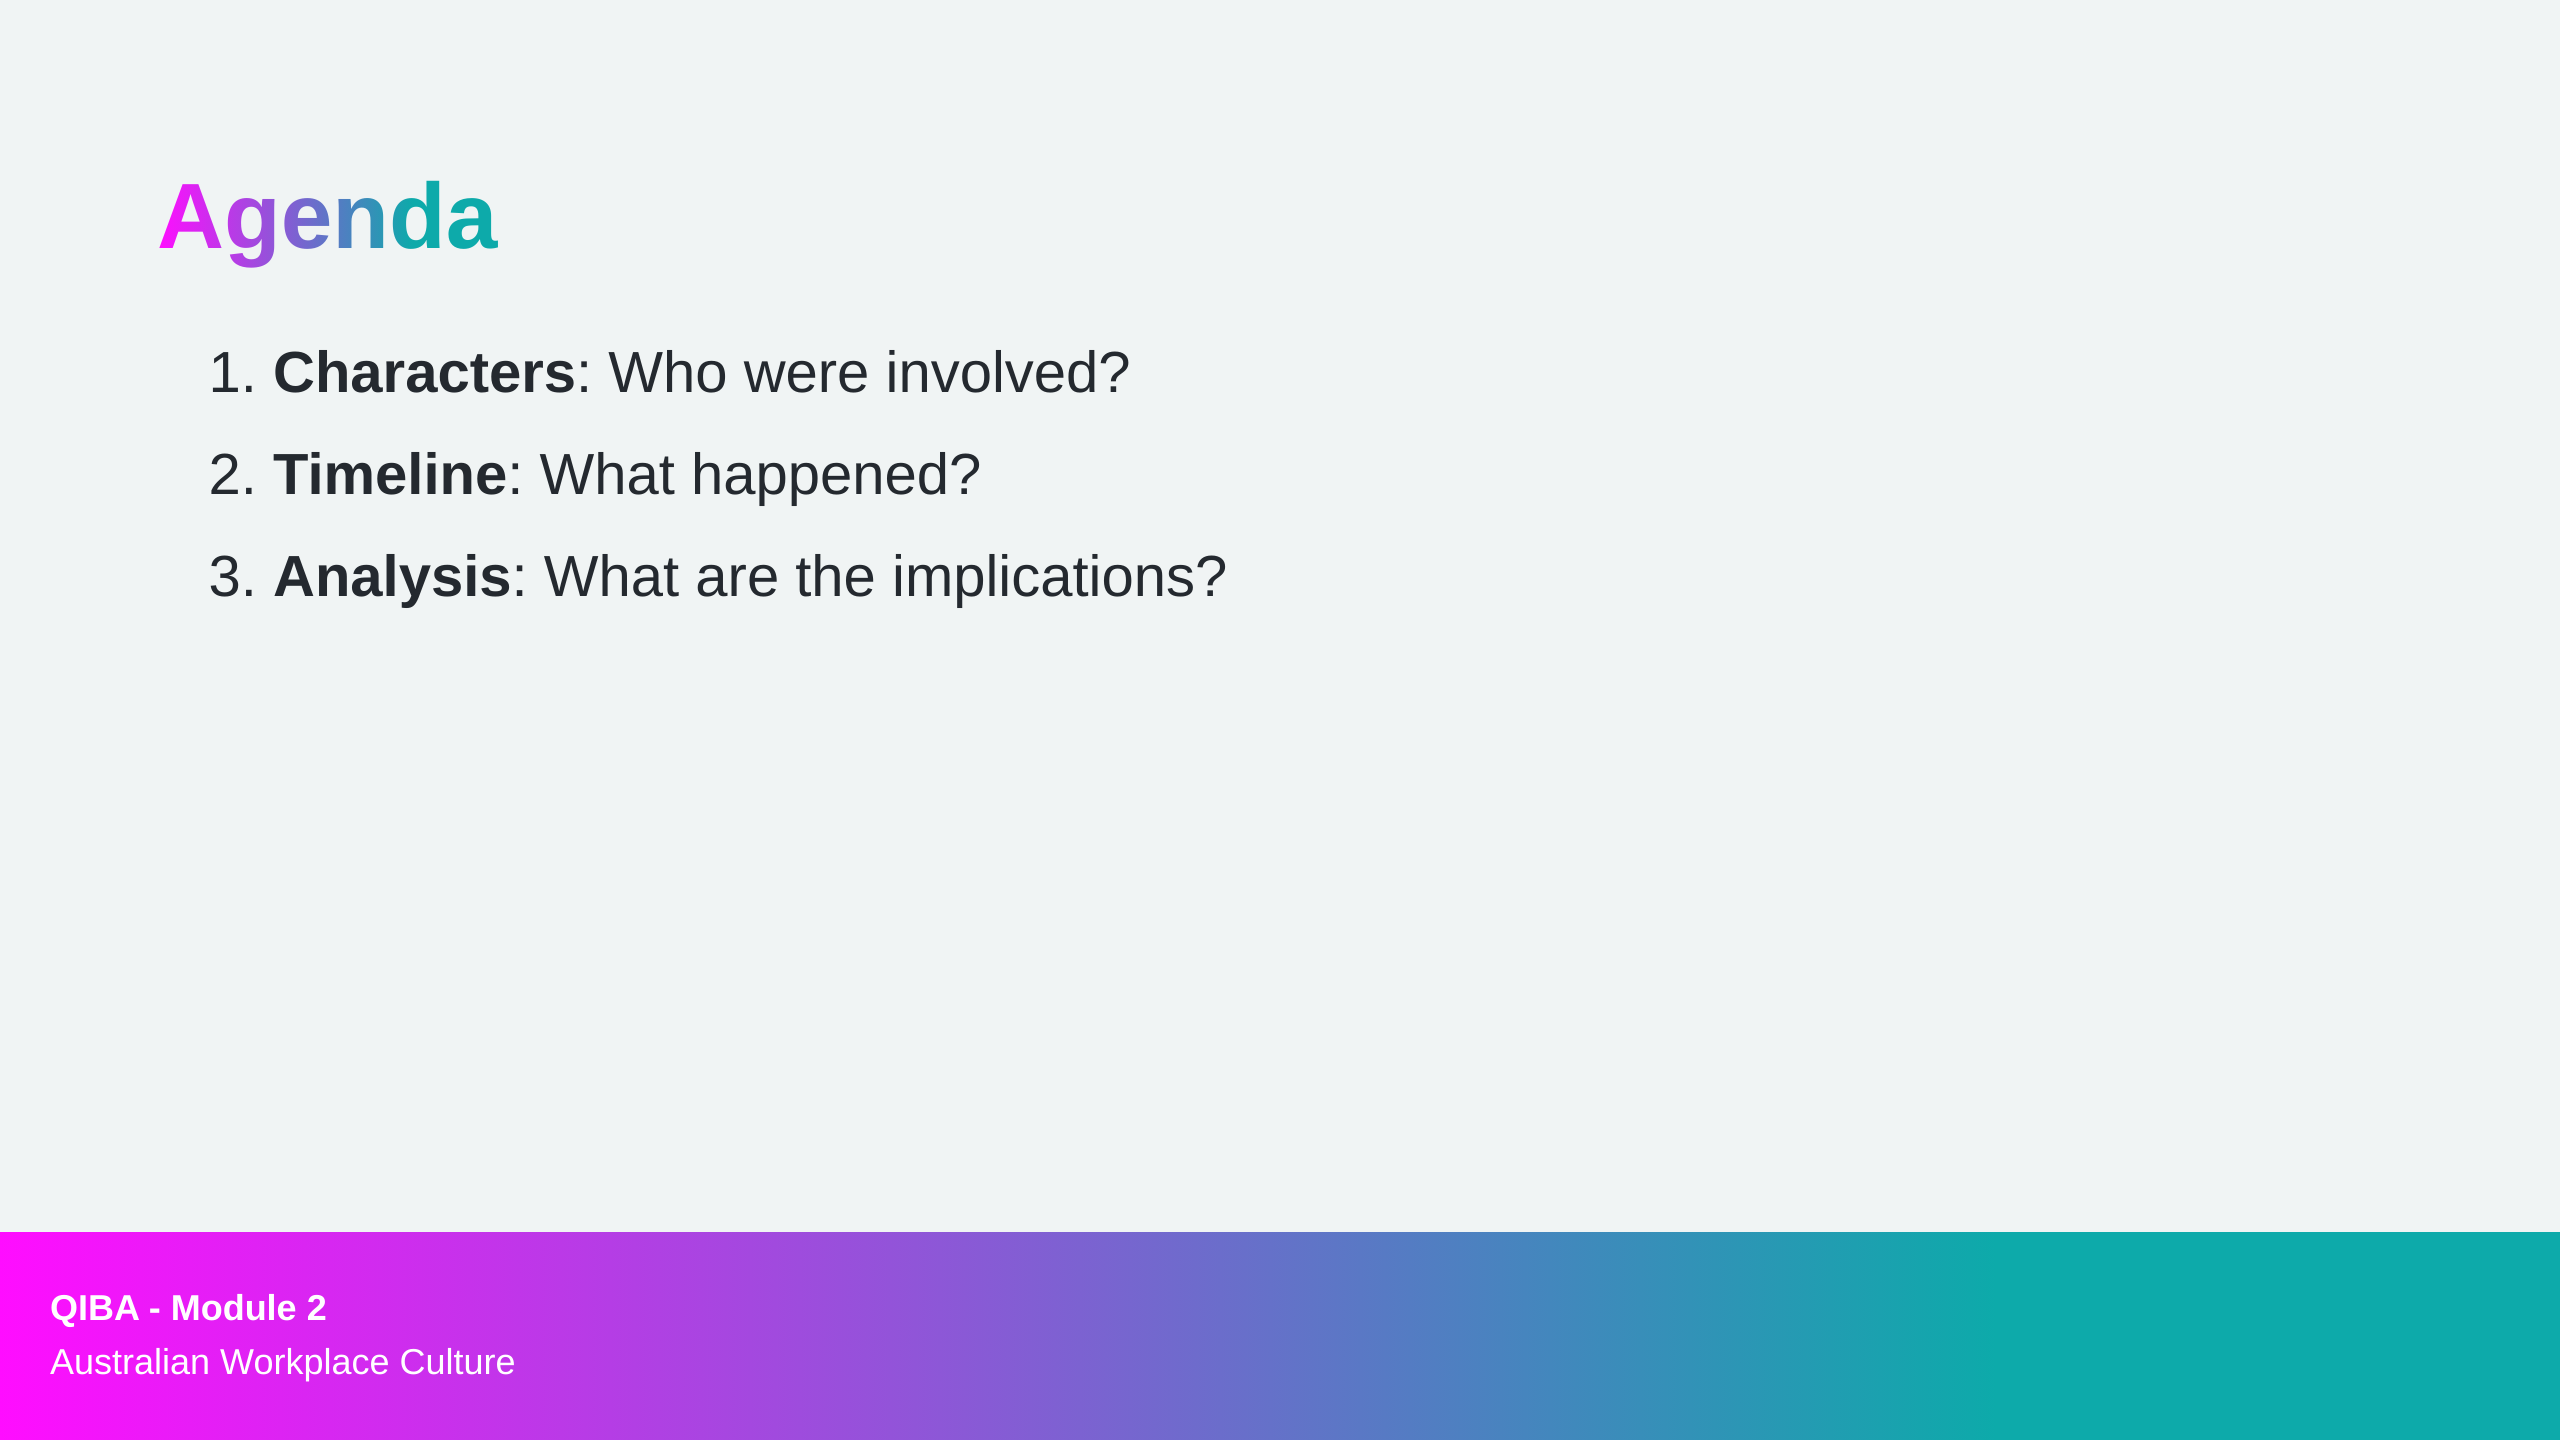 Agenda
1. Characters: Who were involved?
2. Timeline: What happened?
3. Analysis: What are the implications?
QIBA - Module 2
Australian Workplace Culture